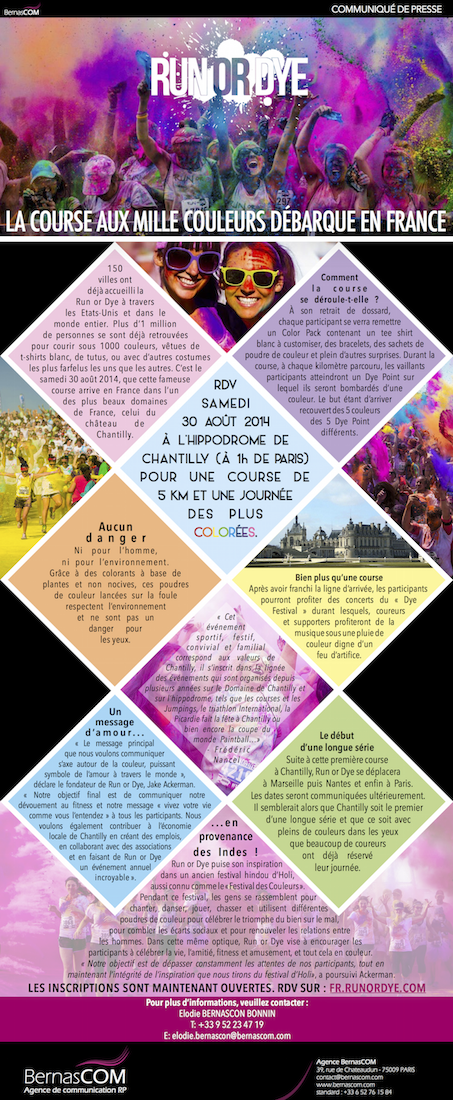 BernasCOM
COMMUNIQUÉ DE PRESSE
RUN OR DYE
LA COURSE AUX MILLE COULEURS DÉBARQUE EN FRANCE
150
villes ont
déjà accueilli la
Run or Dye à travers
les Etats-Unis et dans le
monde entier. Plus d'1 million
de personnes se sont déjà retrouvées
pour courir sous 1000 couleurs, vêtues de
t-shirts blanc, de tutus, ou avec d'autres costumes
les plus farfelus les uns que les autres. C'est le
samedi 30 août 2014, que cette fameuse
course arrive en France dans l'un
des plus beaux domaines
de France, celui du
château de
Chantilly.
Comment
la course
se déroule-t-elle ?
À son retrait de dossard,
chaque participant se verra remettre
un Color Pack contenant un tee shirt
blanc à customiser, des bracelets, des sachets de
poudre de couleur et plein d'autres surprises. Durant la
course, à chaque kilomètre parcouru, les vaillants
participants atteindront un Dye Point sur
lequel ils seront bombardés d'une
couleur. Le but étant d'arriver
recouvert des 5 couleurs
des 5 Dye Point
différents.
RDV
SAMEDI
30 AOÛT 2014
À L'HIPPODROME DE
CHANTILLY (À 1h DE PARIS)
POUR UNE COURSE DE
5 KM ET UNE JOURNÉE
DES PLUS
COLORÉES.
Aucun
danger
Ni pour l'homme,
ni pour l'environnement.
Grâce à des colorants à base de
plantes et non nocives, ces poudres
de couleur lancées sur la foule
respectent l'environnement
et ne sont pas un
danger pour
les yeux.
Bien plus qu'une course
Après avoir franchi la ligne d'arrivée, les participants
pourront profiter des concerts du « Dye
Festival » durant lesquels, coureurs
et supporters profiteront de la
musique sous une pluie de
couleur digne d'un
feu d'artifice.
« Cet
événement
sportif, festif,
convivial et familial
correspond aux valeurs de
Chantilly, il s'inscrit dans la lignée
des Événements qui sont organisés depuis
plusieurs années sur le Domaine de Chantilly et
sur l'hippodrome, tels que les courses et les
Jumpings, le triathlon International, la
Picardie fait la fête à Chantilly ou
bien encore la coupe du
monde Paintball...»
Frédéric
Nancel
Un
message
d'amour...
« Le message principal
que nous voulons communiquer
s'axe autour de la couleur, puissant
symbole de l'amour à travers le monde »,
déclare le fondateur de Run or Dye, Jake Ackerman.
« Notre objectif final est de communiquer notre
dévouement au fitness et notre message « vivez votre vie
comme vous l'entendez » à tous les participants. Nous
voulons également contribuer à l'économie
locale de Chantilly en créant des emplois,
en collaborant avec des associations
et en faisant de Run or Dye
un événement annuel
incroyable ».
Le début
d'une longue série
Suite à cette première course
à Chantilly, Run or Dye se déplacera
à Marseille puis Nantes et enfin à Paris.
Les dates seront communiquées ultérieurement.
Il semblerait alors que Chantilly soit le premier
d'une longue série et que ce soit avec
pleins de couleurs dans les yeux
que beaucoup de coureurs
ont déjà réservé
leur journée.
...en
provenance
des Indes !
Run or Dye puise son inspiration
dans un ancien festival hindou d'Holi,
aussi connu comme le « Festival des Couleurs ».
Pendant ce festival, les gens se rassemblent pour
chanter, danser, jouer, chasser et utilisent différentes
poudres de couleur pour célébrer le triomphe du bien sur le mal,
pour combler les écarts sociaux et pour renouveler les relations entre
les hommes. Dans cette même optique, Run or Dye vise à encourager les
participants à célébrer la vie, l'amitié, fitness et amusement, et tout cela en couleur.
« Notre objectif est de dépasser constamment les attentes de nos participants, tout en
maintenant l'intégrité de l'inspiration que nous tirons du festival d'Holi», a poursuivi Ackerman.
LES INSCRIPTIONS SONT MAINTENANT OUVERTES. RDV SUR : FR.RUNORDYE.COM
Pour plus d'informations, veuillez contacter :
Elodie BERNASCON BONNIN
T: +33 9 52 23 47 19
E: elodie.bernascon@bernascom.com
BernasCOM
Agence de communication RP
Agence BernasCOM
39, rue de Chateaudun - 75009 PARIS
contact@bernascom.com
www.bernascom.com
standard : +33 6 52 76 15 84